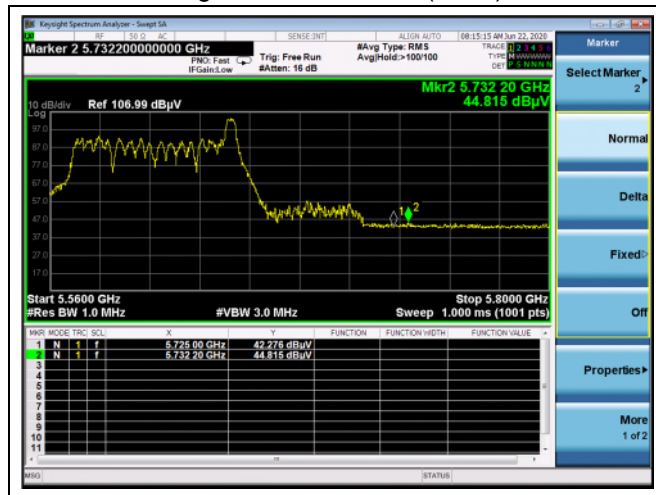 Keysight Spectrum Analyzer - Swept SA
RF 50 Ω AC SENSE:INT ALIGN AUTO 08:15:15 AM Jun 22, 2020
Marker 2 5.732200000000 GHz
PNO: Fast
IFGain:Low
Trig: Free Run
#Atten: 16 dB
#Avg Type: RMS
Avg|Hold:>100/100
TRACE 1 2 3 4 5 6
TYPE
DET P S N N N N
Mkr2 5.732 20 GHz
44.815 dBµV
10 dB/div Ref 106.99 dBµV
Log
97.0
87.0
77.0
67.0
57.0
47.0
37.0
27.0
17.0
1 2
Start 5.5600 GHz Stop 5.8000 GHz
#Res BW 1.0 MHz #VBW 3.0 MHz Sweep 1.000 ms (1001 pts)
MKR MODE TRC SCL X Y FUNCTION FUNCTION WIDTH FUNCTION VALUE
1 N 1 f 5.725 00 GHz 42.276 dBµV
2 N 1 f 5.732 20 GHz 44.815 dBµV
3
4
5
6
7
8
9
10
11
MSG STATUS
Marker
Select Marker
2
Normal
Delta
Fixed
Off
Properties
More
1 of 2